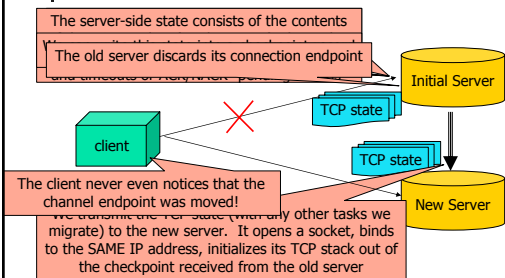 The server-side state consists of the contents
The old server discards its connection endpoint
and timeouts or ACK/NACK
Initial Server
TCP state
client
TCP state
The client never even notices that the
channel endpoint was moved!
New Server
We transmit the TCP state (with any other tasks we
migrate) to the new server. It opens a socket, binds
to the SAME IP address, initializes its TCP stack out of
the checkpoint received from the old server